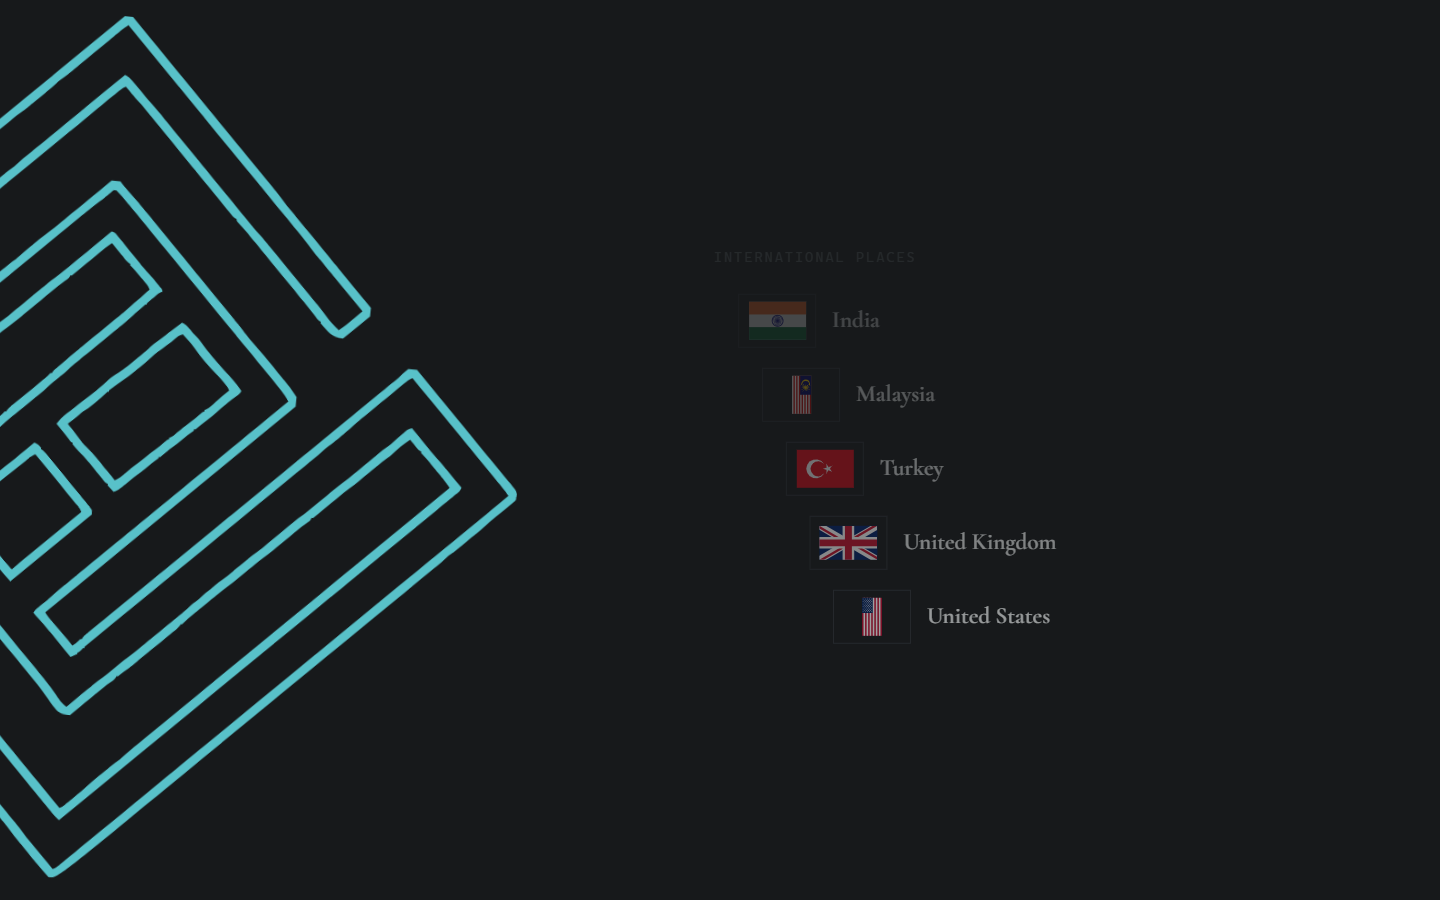 INTERNATIONAL PLACES
India
Malaysia
Turkey
United Kingdom
United States